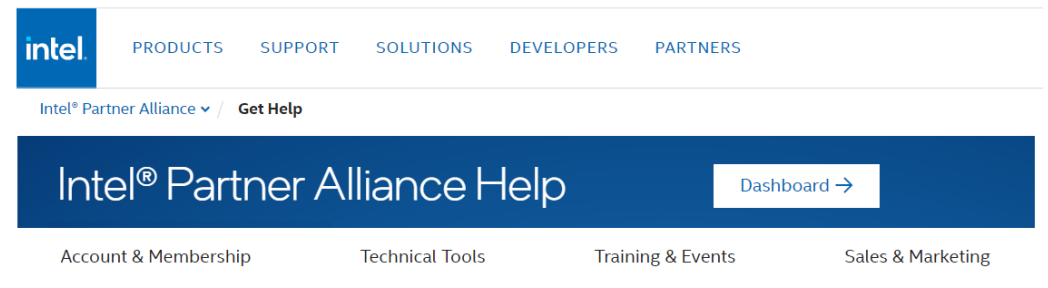 intel. PRODUCTS SUPPORT SOLUTIONS DEVELOPERS PARTNERS
Intel® Partner Alliance / Get Help
Intel® Partner Alliance Help Dashboard →
Account & Membership Technical Tools Training & Events Sales & Marketing